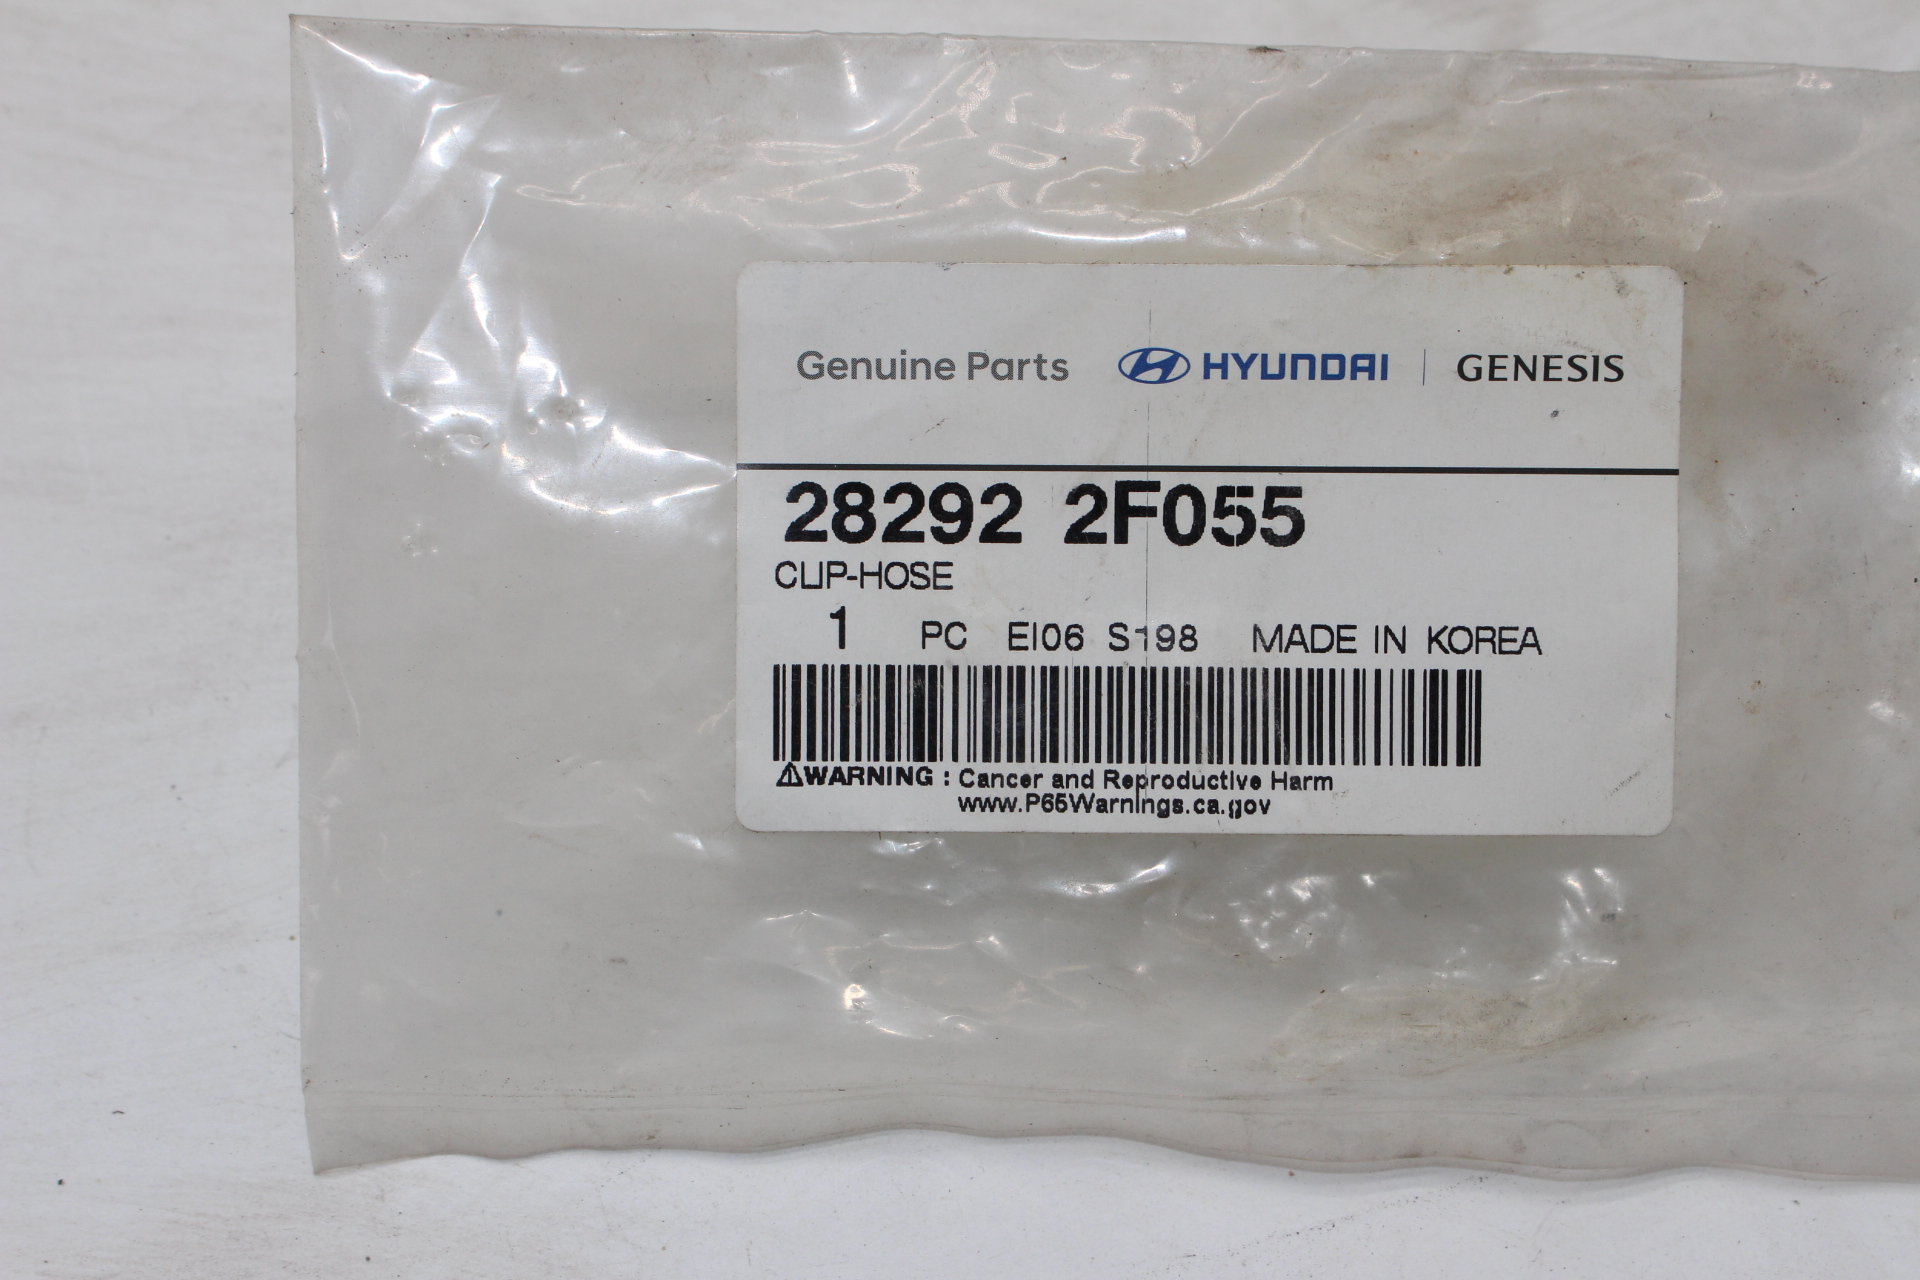 Genuine Parts HYUNDAI | GENESIS
28292 2F055
CLIP-HOSE
1 PC EI06 S198 MADE IN KOREA
⚠WARNING : Cancer and Reproductive Harm
www.P65Warnings.ca.gov